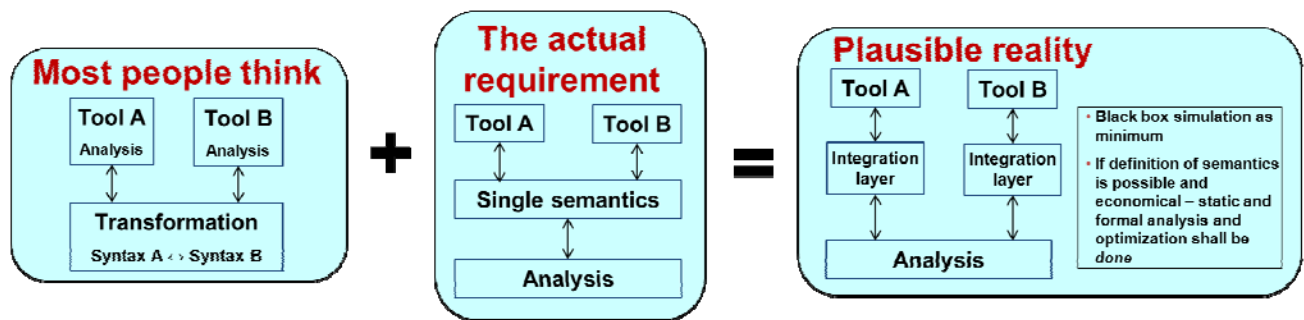 Most people think
Tool A
Analysis
Tool B
Analysis
Transformation
Syntax A <-> Syntax B
+
The actual
requirement
Tool A
Tool B
Single semantics
Analysis
=
Plausible reality
Tool A
Tool B
Integration
layer
Integration
layer
Analysis
• Black box simulation as
minimum
• If definition of semantics
is possible and
economical – static and
formal analysis and
optimization shall be
done